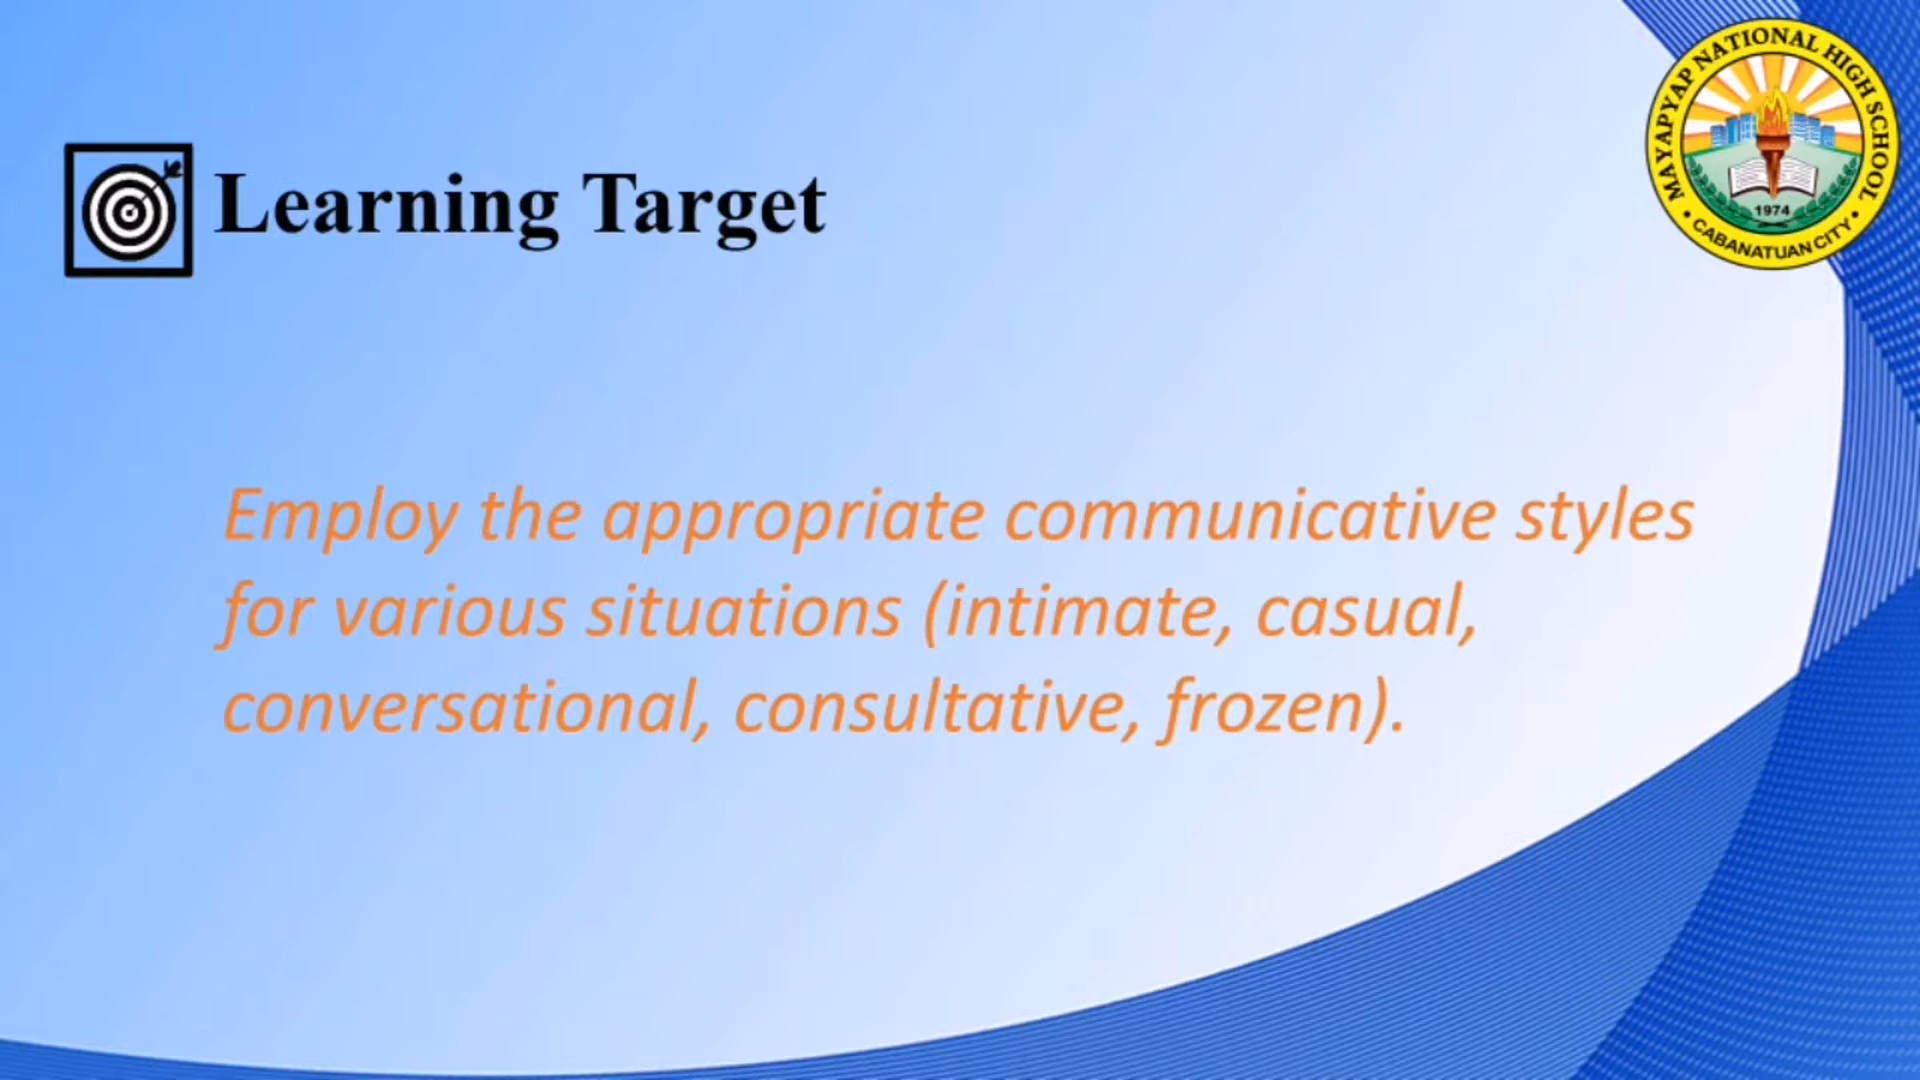 MAYAPYAP NATIONAL HIGH SCHOOL
1974
• CABANATUAN CITY •
Learning Target
Employ the appropriate communicative styles
for various situations (intimate, casual,
conversational, consultative, frozen).